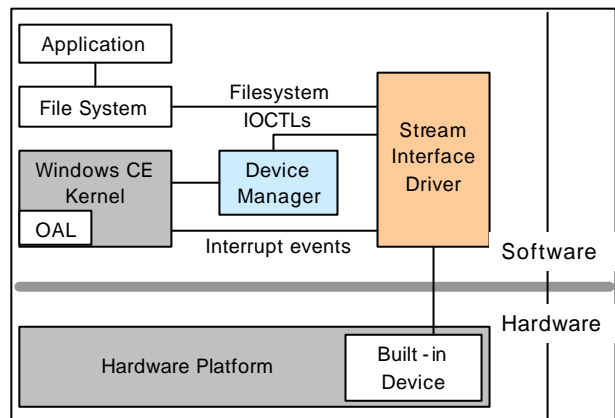 Application
File System
Filesystem
IOCTLs
Stream
Interface
Driver
Windows CE
Kernel
OAL
Device
Manager
Interrupt events
Software
Hardware
Hardware Platform
Built-in
Device